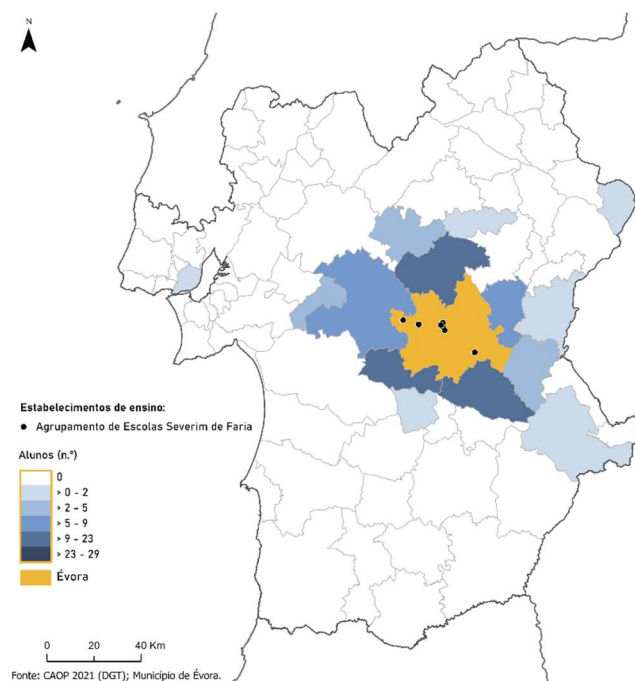 N
Estabelecimentos de ensino:
Agrupamento de Escolas Severim de Faria
Alunos (n.º)
0
> 0 - 2
> 2 - 5
> 5 - 9
> 9 - 23
> 23 - 29
Évora
0 20 40 Km
Fonte: CAOP 2021 (DGT); Município de Évora.